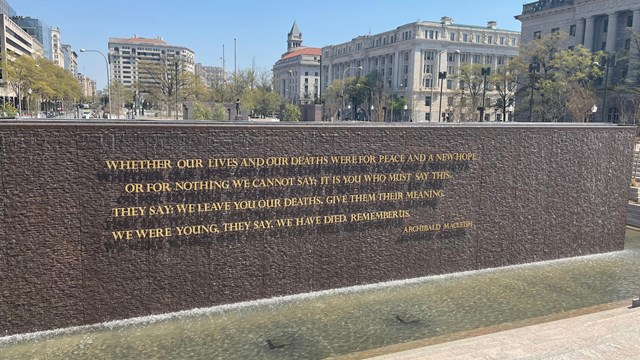 WHETHER OUR LIVES AND OUR DEATHS WERE FOR PEACE AND A NEW HOPE
OR FOR NOTHING WE CANNOT SAY; IT IS YOU WHO MUST SAY THIS.
THEY SAY: WE LEAVE YOU OUR DEATHS. GIVE THEM THEIR MEANING.
WE WERE YOUNG, THEY SAY. WE HAVE DIED. REMEMBER US.
ARCHIBALD MACLEISH